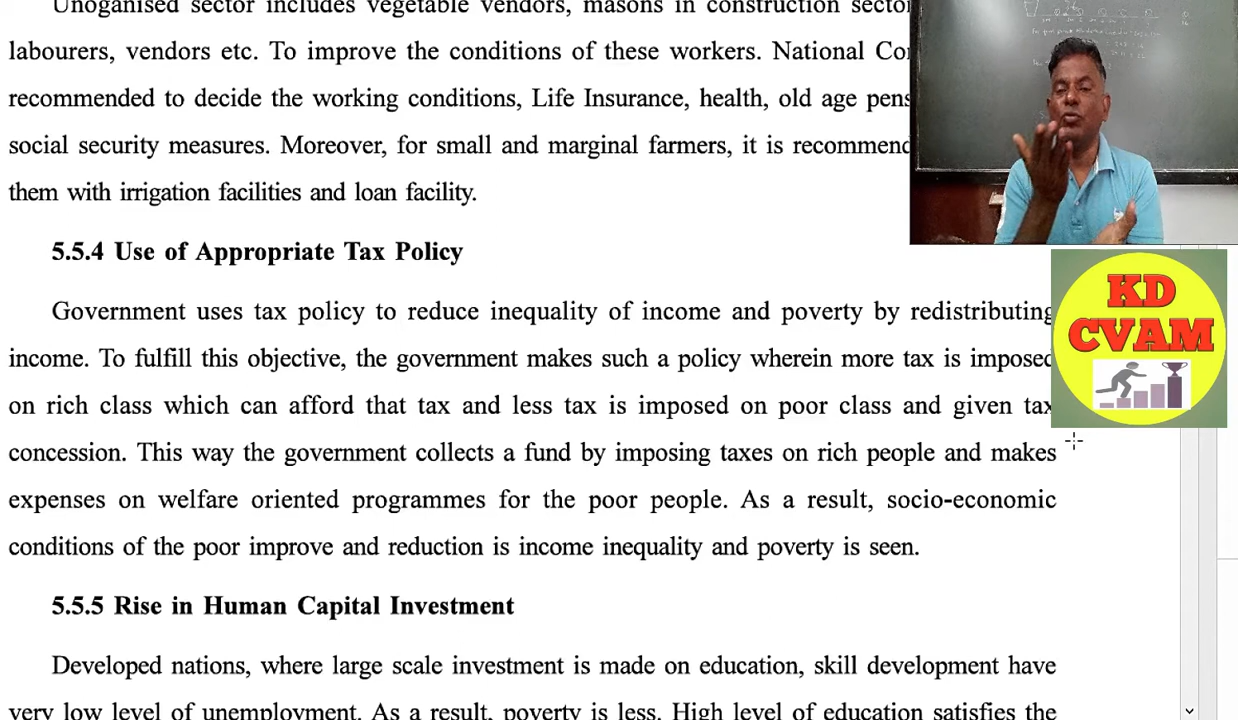 Unoganised sector includes vegetable vendors, masons in construction
labourers, vendors etc. To improve the conditions of these workers. National
recommended to decide the working conditions, Life Insurance, health, old age
social security measures. Moreover, for small and marginal farmers, it is
them with irrigation facilities and loan facility.
5.5.4 Use of Appropriate Tax Policy
Government uses tax policy to reduce inequality of income and poverty by redistributing
income. To fulfill this objective, the government makes such a policy wherein more tax is imposed
on rich class which can afford that tax and less tax is imposed on poor class and given tax
concession. This way the government collects a fund by imposing taxes on rich people and makes
expenses on welfare oriented programmes for the poor people. As a result, socio-economic
conditions of the poor improve and reduction is income inequality and poverty is seen.
5.5.5 Rise in Human Capital Investment
Developed nations, where large scale investment is made on education, skill development have
very low level of unemployment. As a result, poverty is less. High level of education satisfies the
KD
CVAM